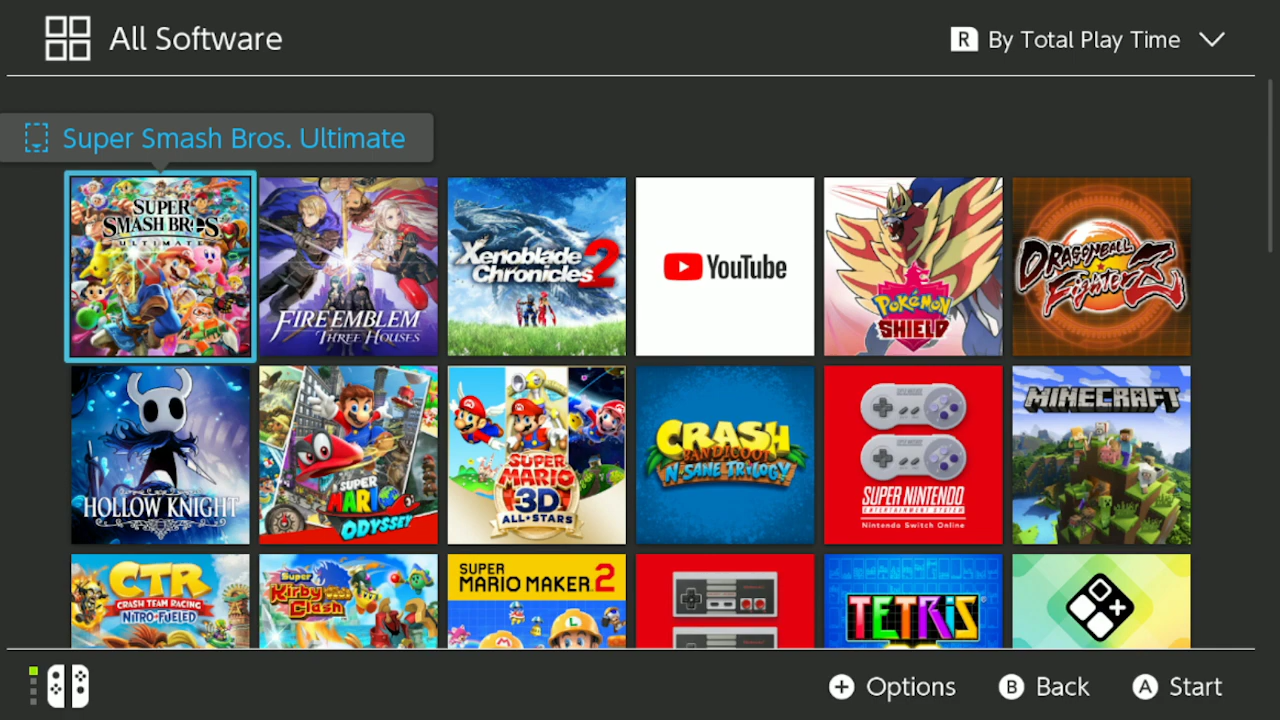 All Software
R By Total Play Time
Super Smash Bros. Ultimate
SUPER
SMASH BROS.
ULTIMATE
FIRE EMBLEM
THREE HOUSES
Xenoblade
Chronicles 2
YouTube
POKÉMON
SHIELD
DRAGONBALL
FighterZ
HOLLOW KNIGHT
SUPER
MARIO
ODYSSEY
SUPER
MARIO
3D
ALL★STARS
CRASH
BANDICOOT
N. SANE TRILOGY
SUPER NINTENDO
ENTERTAINMENT SYSTEM
Nintendo Switch Online
MINECRAFT
CTR
CRASH TEAM RACING
NITRO-FUELED
Super
Kirby
Clash
SUPER
MARIO MAKER 2
L
TETRIS®
+ Options
B Back
A Start